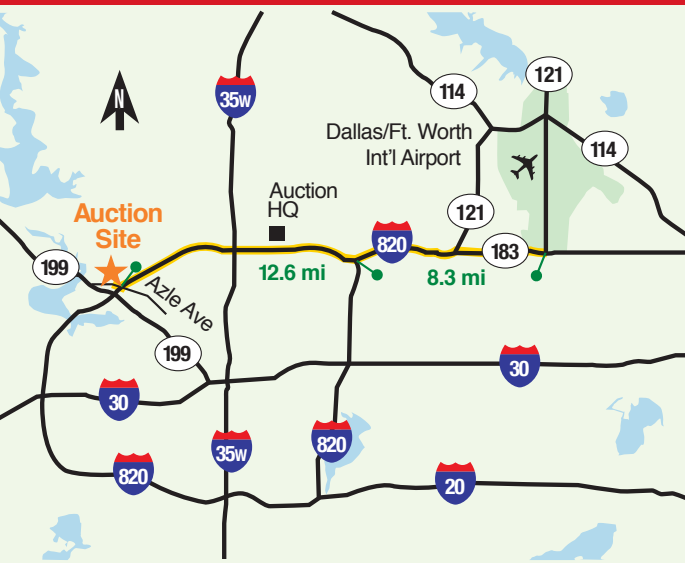 121
114
35W
N
Dallas/Ft. Worth
Int'l Airport
114
Auction
HQ
Auction
Site
121
820
183
199
12.6 mi
8.3 mi
Azle Ave
199
30
30
820
35W
820
20